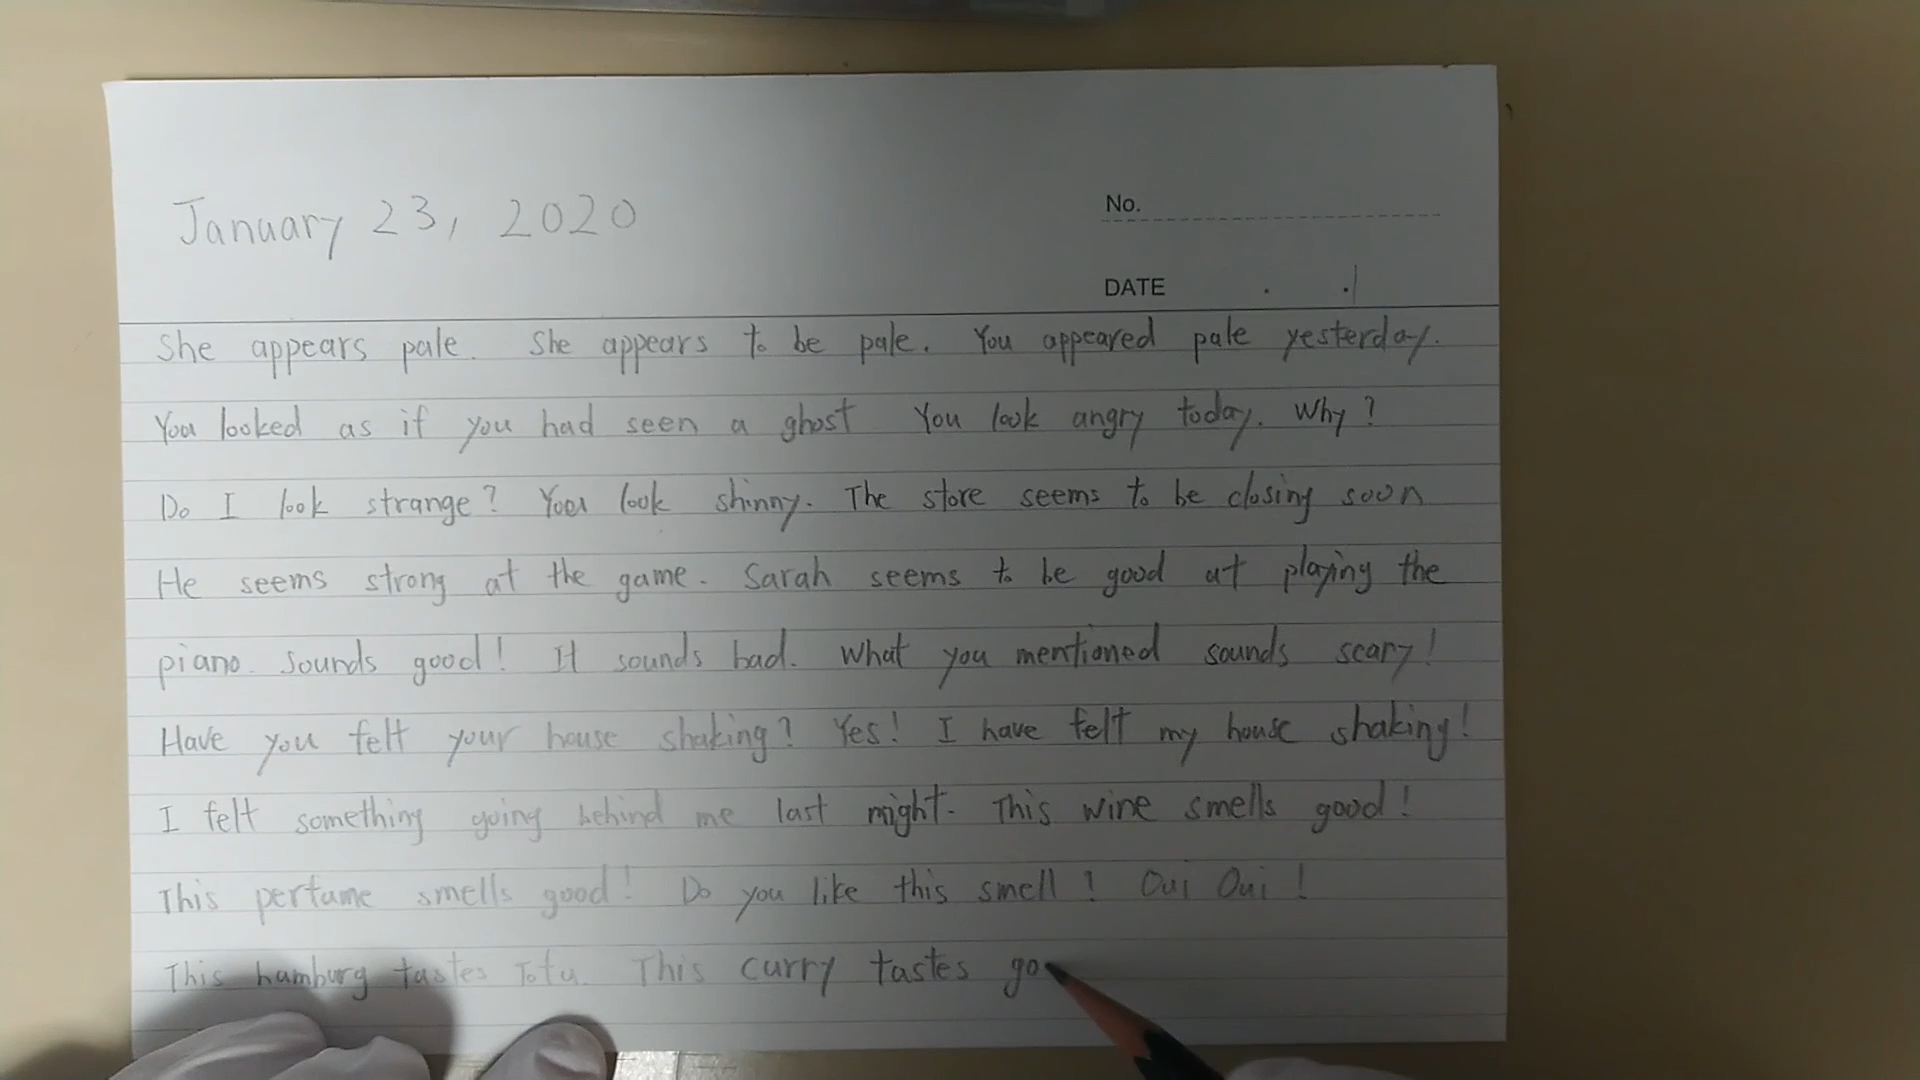 January 23, 2020
No.
DATE . .
She appears pale. She appears to be pale. You appeared pale yesterday.
You looked as if you had seen a ghost You look angry today. Why?
Do I look strange? You look shinny. The store seems to be closing soon
He seems strong at the game. Sarah seems to be good at playing the
piano. Sounds good! It sounds bad. What you mentioned sounds scary!
Have you felt your house shaking? Yes! I have felt my house shaking!
I felt something going behind me last might. This wine smells good!
This perfume smells good! Do you like this smell? Oui Oui!
This hamburg tastes Tofu. This curry tastes go